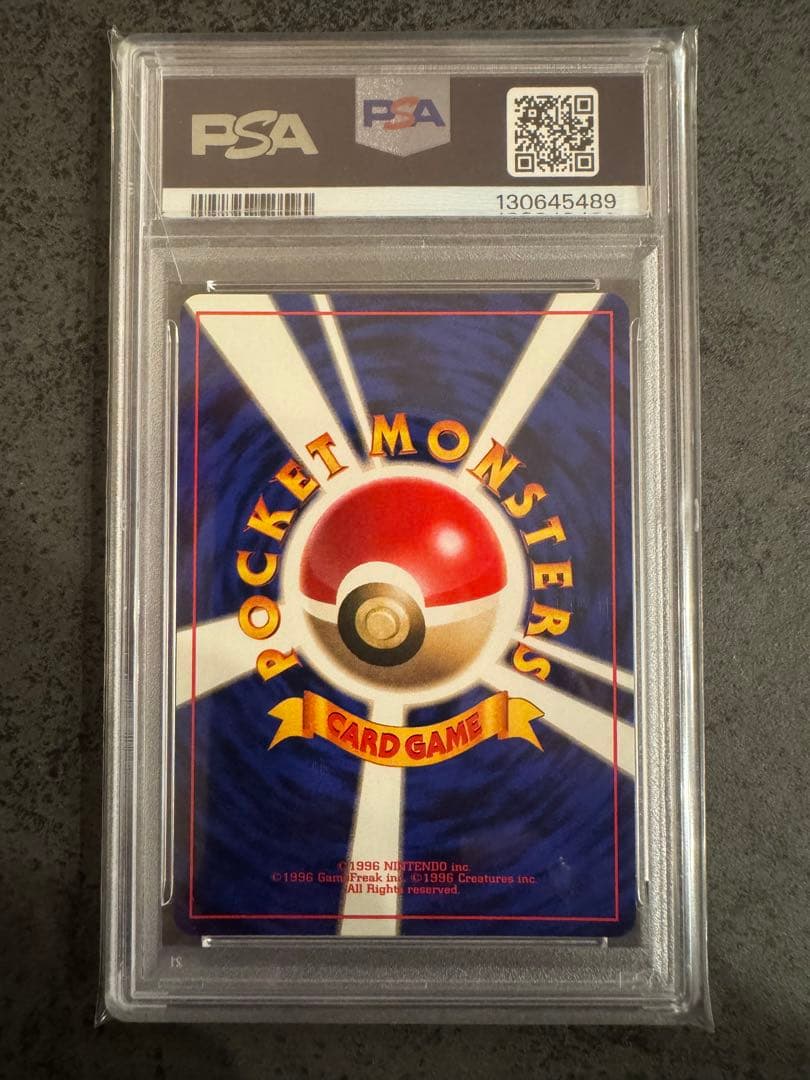 PSA
PSA
130645489
POCKET MONSTERS
CARD GAME
©1996 NINTENDO inc.
©1996 GameFreak inc. ©1996 Creatures inc.
All Rights reserved.